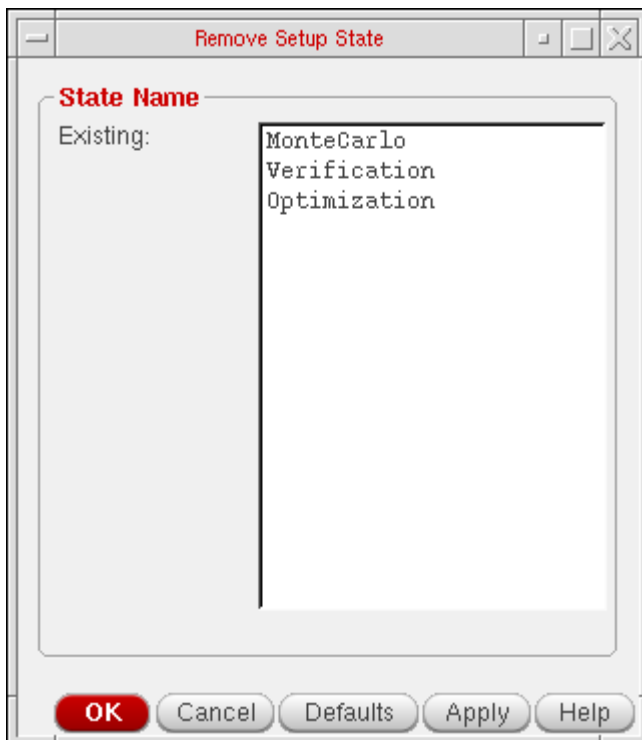 Remove Setup State
State Name
Existing:
MonteCarlo
Verification
Optimization
OK Cancel Defaults Apply Help